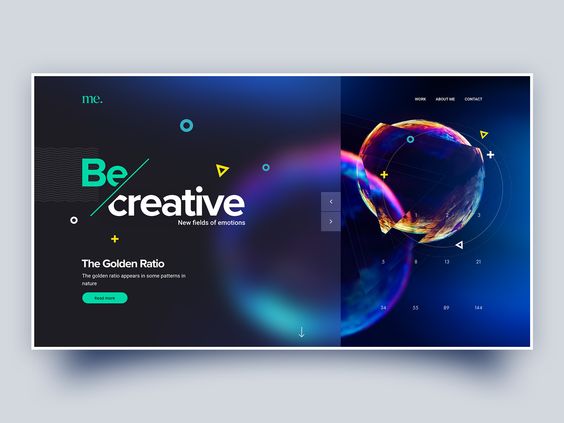 me.
WORK ABOUT ME CONTACT
Be
creative
New fields of emotions
The Golden Ratio
The golden ratio appears in some patterns in
nature
Read more
1 2 3
5 8 13 21
34 55 89 144